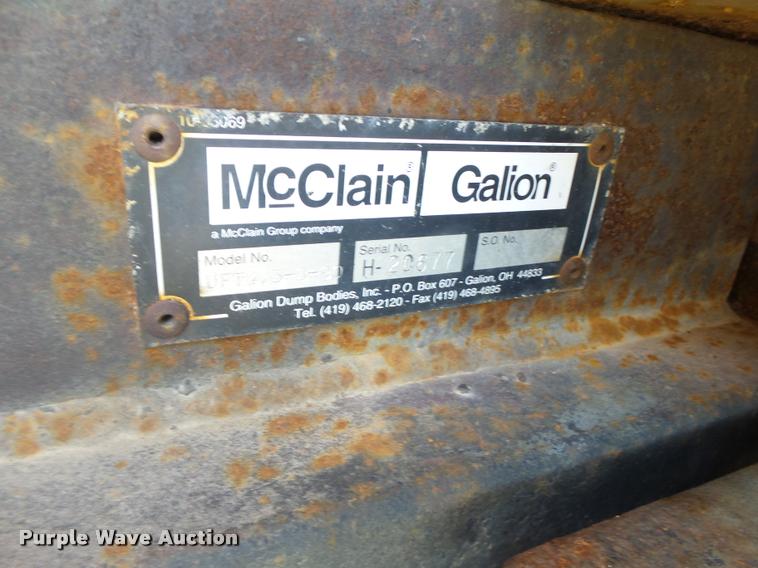 McClain® Galion®
a McClain Group company
Model No. Serial No. S.O. No.
H-20677
Galion Dump Bodies, Inc. - P.O. Box 607 - Galion, OH 44833
Tel. (419) 468-2120 - Fax (419) 468-4895
Purple Wave Auction